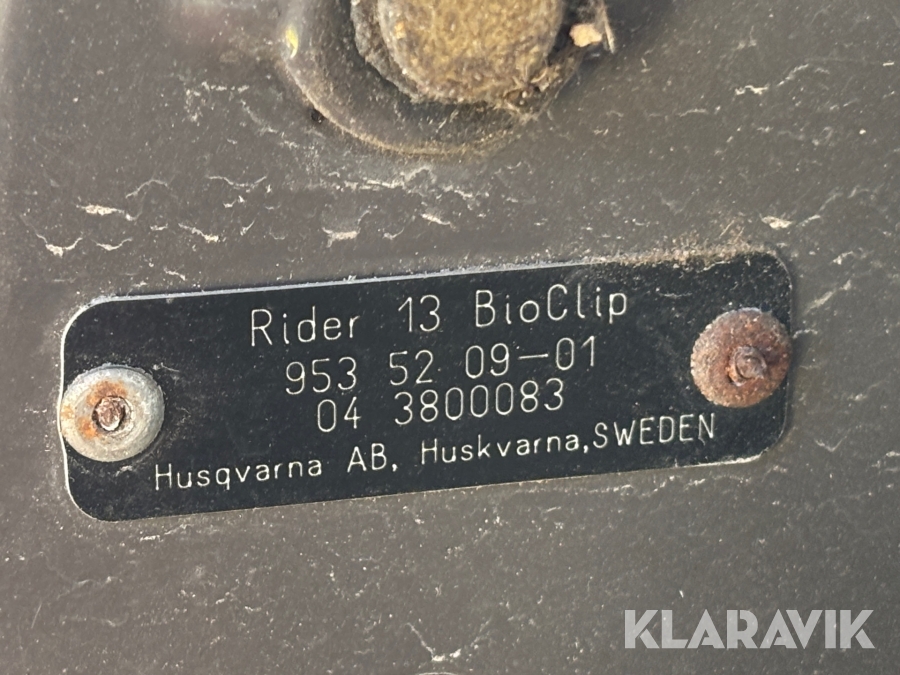 Rider 13 BioClip
953 52 09-01
04 3800083
Husqvarna AB, Huskvarna,SWEDEN
KLARAVIK